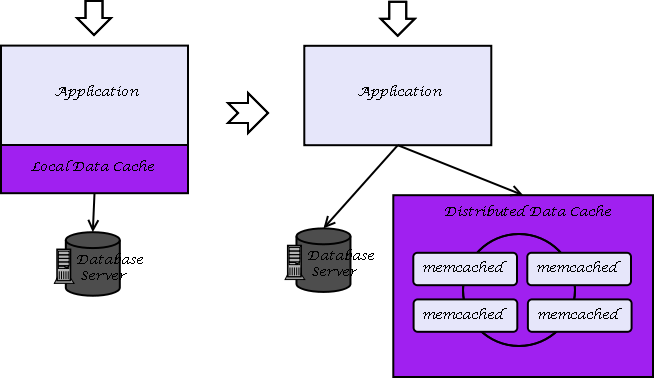 Application
Local Data Cache
Database
Server
Application
Database
Server
Distributed Data Cache
memcached
memcached
memcached
memcached